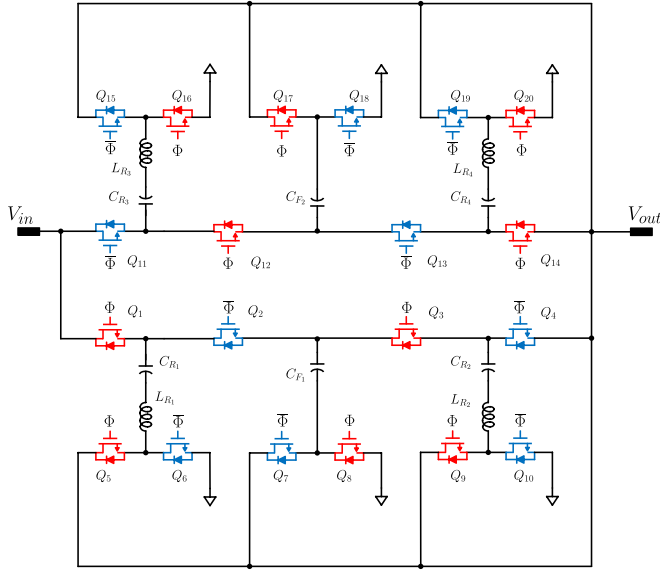 Q15 Q16 Q17 Q18 Q19 Q20
Φ̅ Φ Φ Φ̅ Φ̅ Φ
LR3 LR4
CR3 CF2 CR4
Vin Vout
Φ̅ Q11 Φ Q12 Φ̅ Q13 Φ Q14
Φ Q1 Φ̅ Q2 Φ Q3 Φ̅ Q4
CR1 CF1 CR2
LR1 LR2
Φ Φ̅ Φ̅ Φ Φ Φ̅
Q5 Q6 Q7 Q8 Q9 Q10